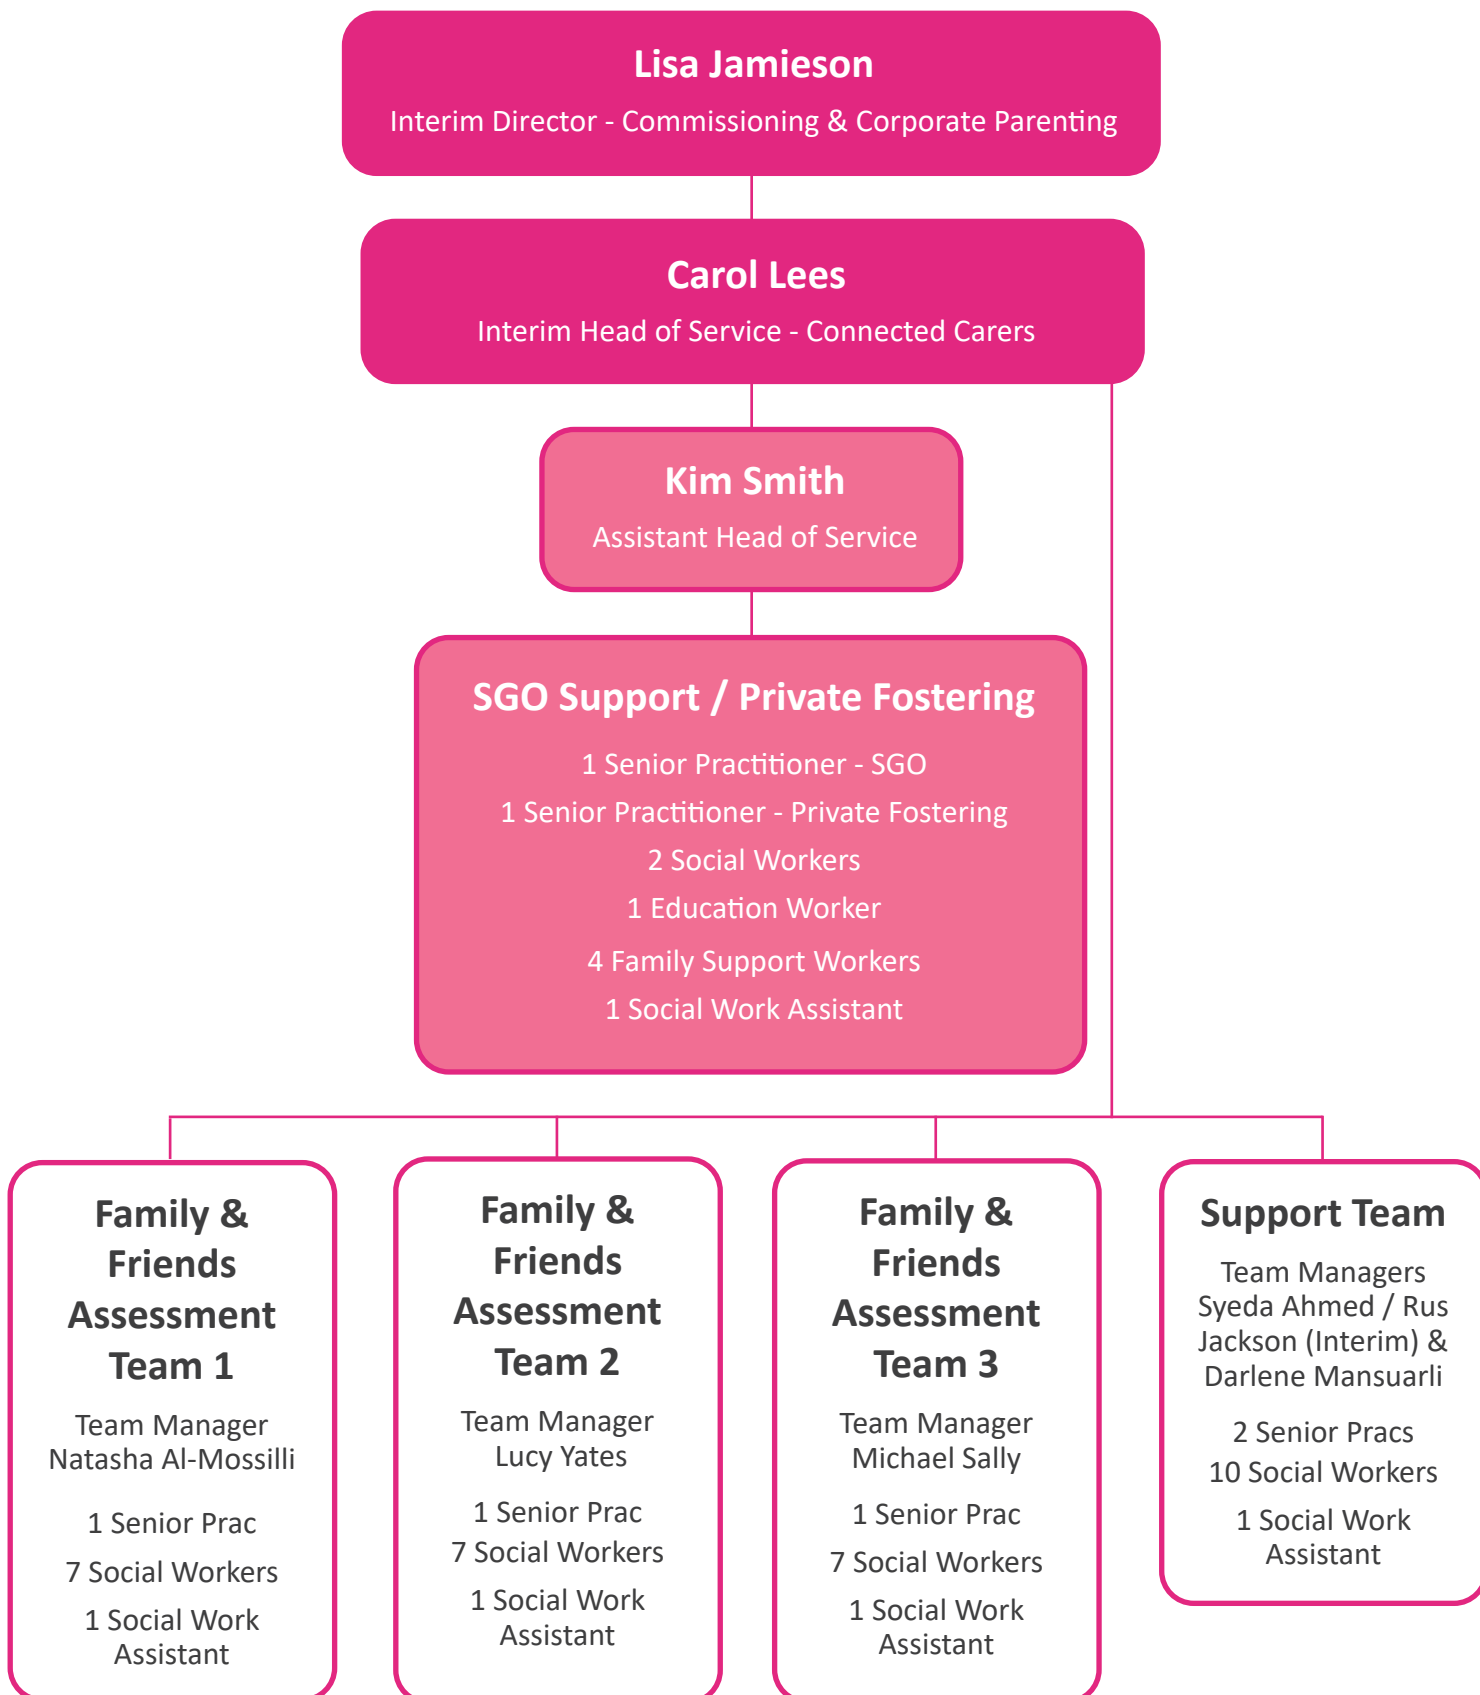 Lisa Jamieson
Interim Director - Commissioning & Corporate Parenting
Carol Lees
Interim Head of Service - Connected Carers
Kim Smith
Assistant Head of Service
SGO Support / Private Fostering
1 Senior Practitioner - SGO
1 Senior Practitioner - Private Fostering
2 Social Workers
1 Education Worker
4 Family Support Workers
1 Social Work Assistant
Family &
Friends
Assessment
Team 1
Team Manager
Natasha Al-Mossilli
1 Senior Prac
7 Social Workers
1 Social Work
Assistant
Family &
Friends
Assessment
Team 2
Team Manager
Lucy Yates
1 Senior Prac
7 Social Workers
1 Social Work
Assistant
Family &
Friends
Assessment
Team 3
Team Manager
Michael Sally
1 Senior Prac
7 Social Workers
1 Social Work
Assistant
Support Team
Team Managers
Syeda Ahmed / Rus
Jackson (Interim) &
Darlene Mansuarli
2 Senior Pracs
10 Social Workers
1 Social Work
Assistant